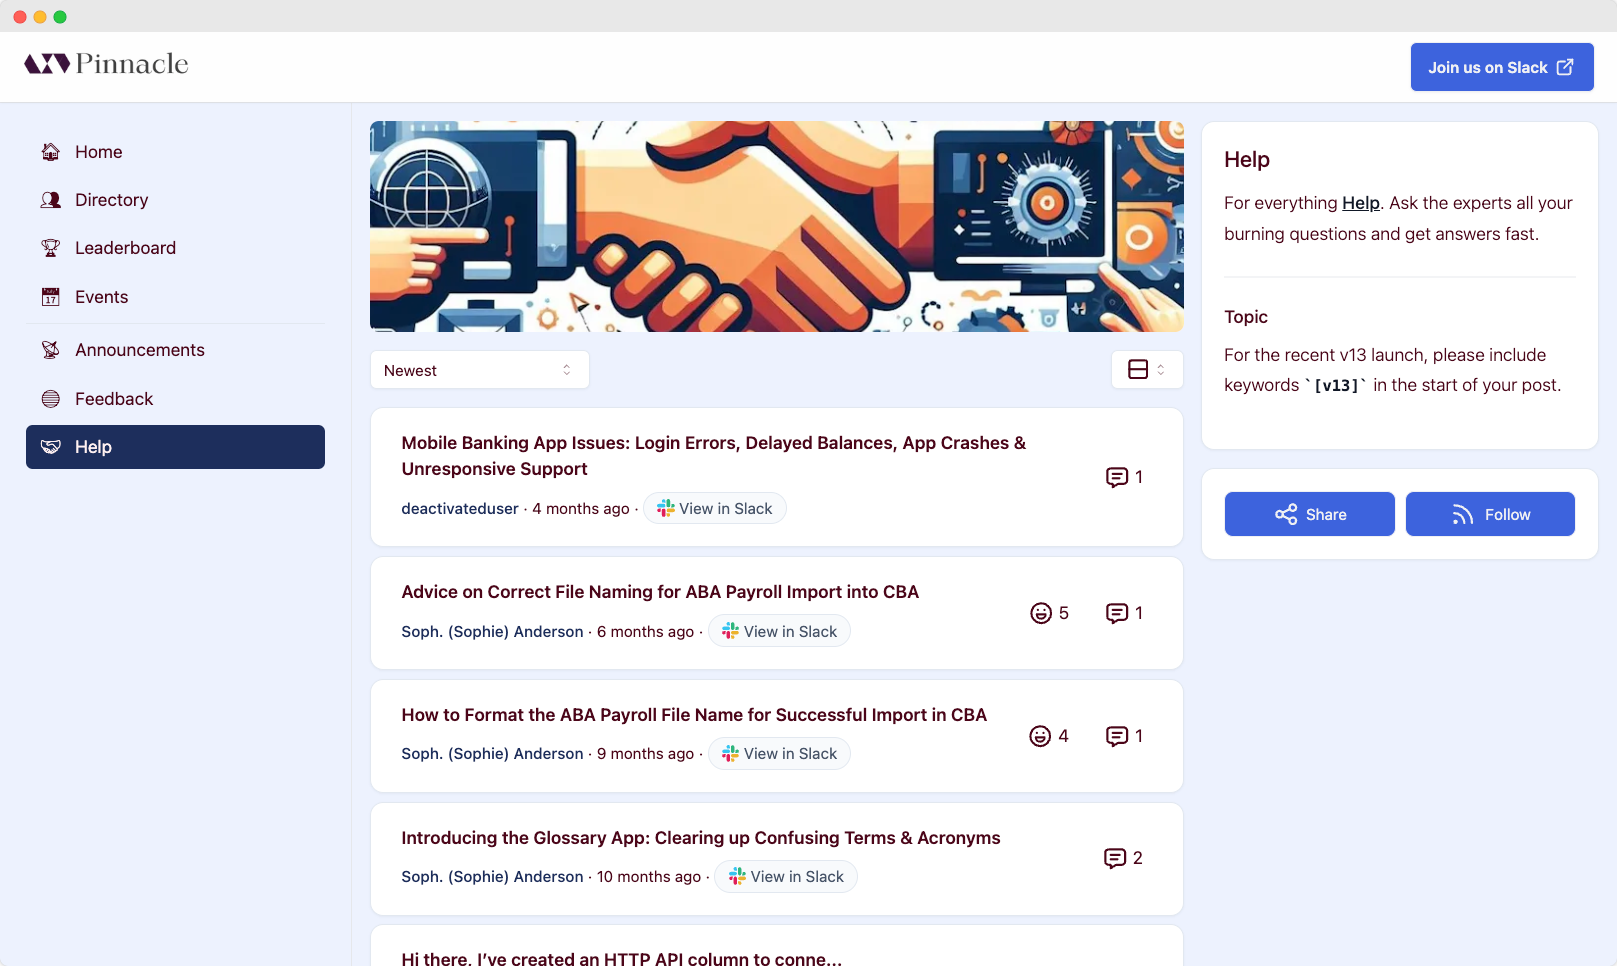 Pinnacle
Join us on Slack
Home
Directory
Leaderboard
17
Events
Announcements
Feedback
Help
Newest
Mobile Banking App Issues: Login Errors, Delayed Balances, App Crashes &
Unresponsive Support
1
deactivateduser · 4 months ago · View in Slack
Advice on Correct File Naming for ABA Payroll Import into CBA
5
1
Soph. (Sophie) Anderson · 6 months ago · View in Slack
How to Format the ABA Payroll File Name for Successful Import in CBA
4
1
Soph. (Sophie) Anderson · 9 months ago · View in Slack
Introducing the Glossary App: Clearing up Confusing Terms & Acronyms
2
Soph. (Sophie) Anderson · 10 months ago · View in Slack
Hi there, I’ve created an HTTP API column to conne...
Help
For everything Help. Ask the experts all your
burning questions and get answers fast.
Topic
For the recent v13 launch, please include
keywords `[v13]` in the start of your post.
Share
Follow